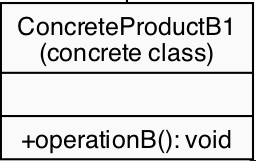 ConcreteProductB1
(concrete class)
+operationB(): void